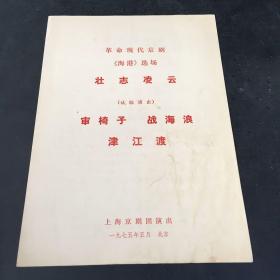 革命现代京剧
《海港》选场
壮志凌云
（试验演出）
审椅子 战海浪
津江渡
上海京剧团演出
一九七五年五月 北京